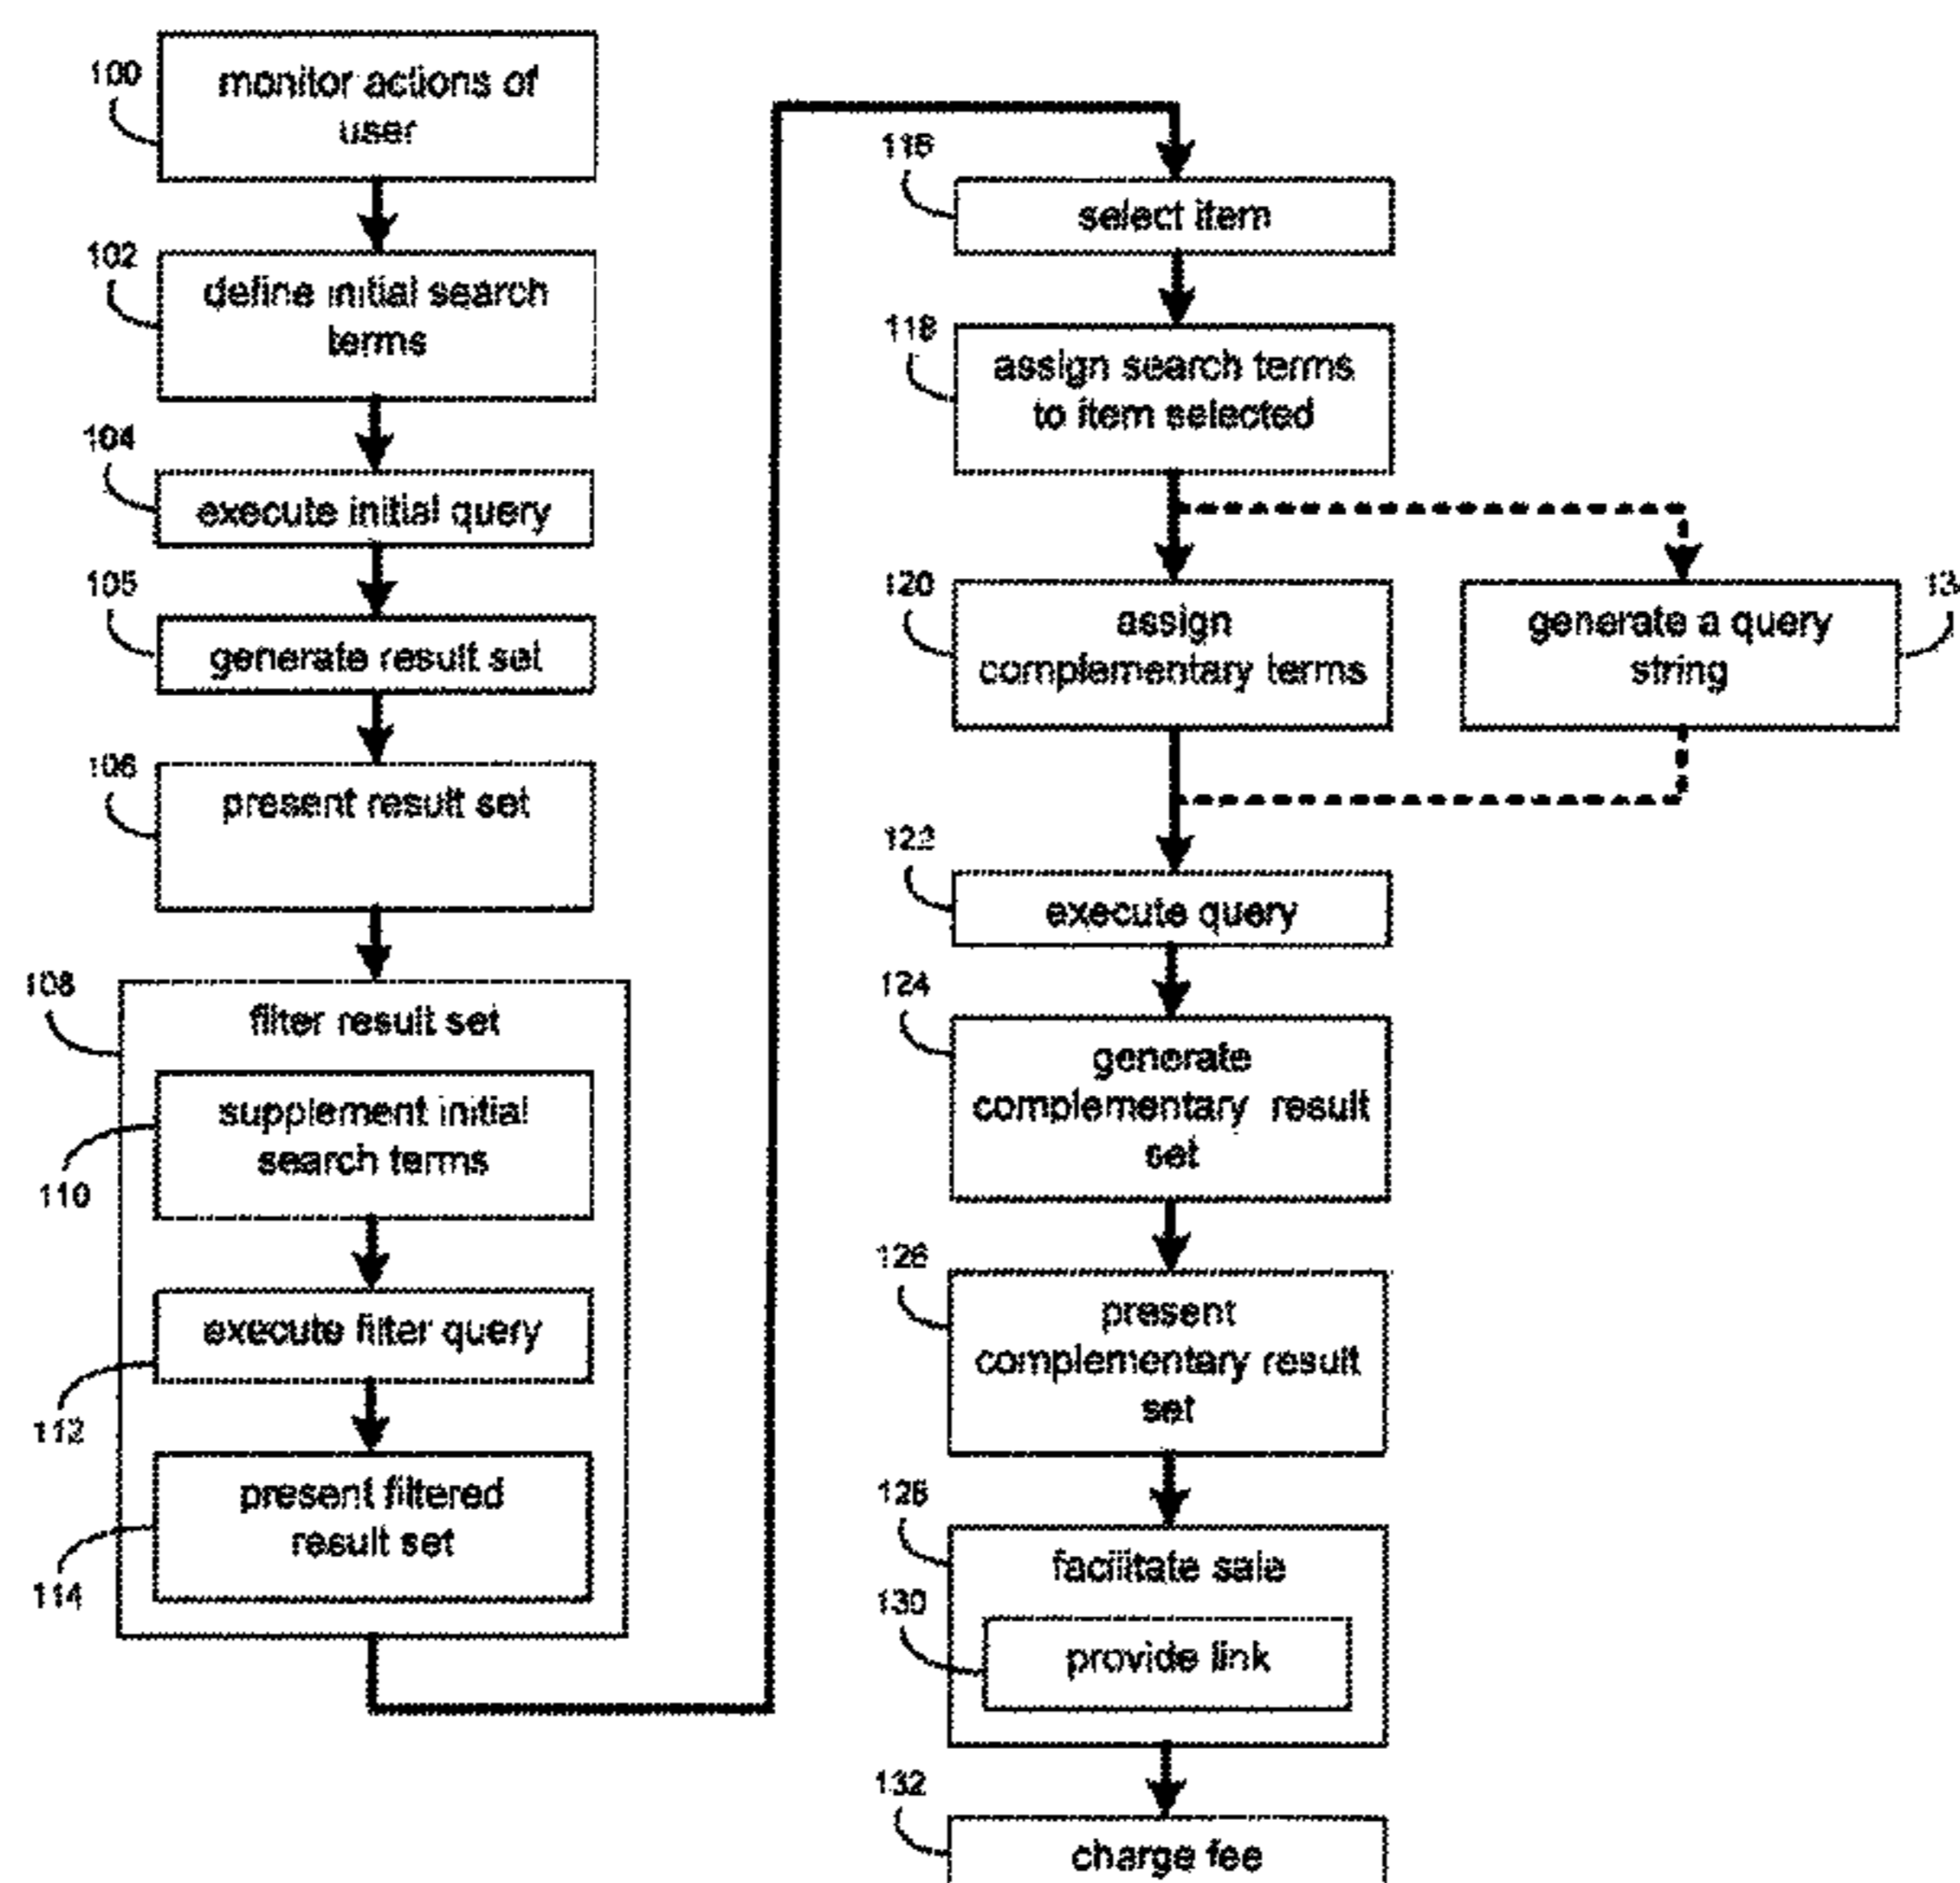 100
monitor actions of
user
102
define initial search
terms
104
execute initial query
105
generate result set
106
present result set
108
filter result set
110
supplement initial
search terms
112
execute filter query
114
present filtered
result set
116
select item
118
assign search terms
to item selected
120
assign
complementary terms
generate a query
string
122
execute query
124
generate
complementary result
set
126
present
complementary result
set
128
facilitate sale
130
provide link
132
charge fee